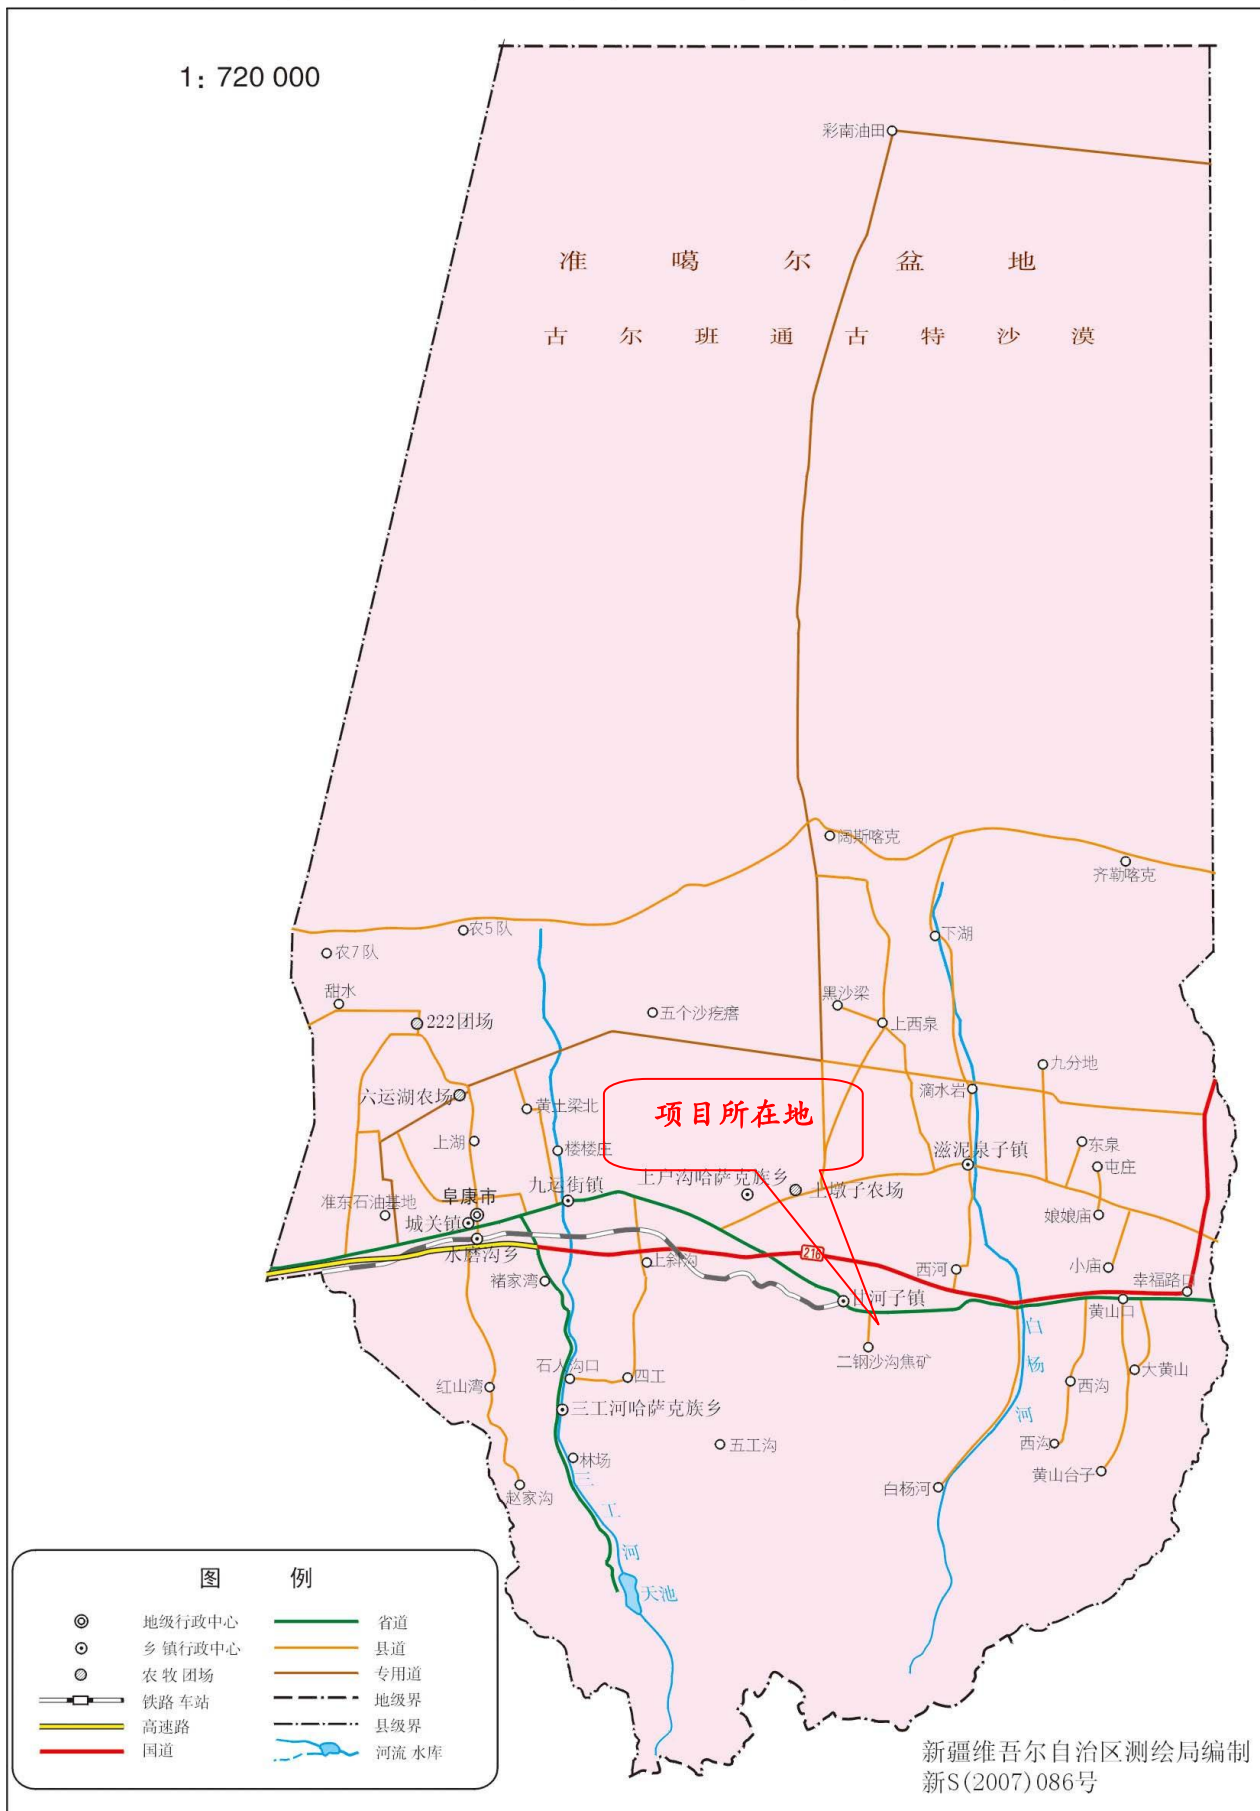 1: 720 000
彩南油田
准噶尔盆地
古尔班通古特沙漠
阔斯喀克
齐勒喀克
农5队
下湖
农7队
甜水
黑沙梁
五个沙疙瘩
222团场
上西泉
九分地
六运湖农场
滴水岩
黄土梁北
项目所在地
上湖
楼楼庄
东泉
滋泥泉子镇
屯庄
上户沟哈萨克族乡
九运街镇
土墩子农场
准东石油基地
阜康市
城关镇
娘娘庙
水磨沟乡
216
上斜沟
西河
小庙
褚家湾
幸福路口
甘河子镇
黄山口
白杨河
二钢沙沟焦矿
石人沟口
四工
大黄山
红山湾
西沟
三工河哈萨克族乡
五工沟
西沟
林场
黄山台子
三工河
赵家沟
白杨河
天池
图例
地级行政中心
省道
乡 镇行政中心
县道
农 牧 团场
专用道
铁路 车站
地级界
高速路
县级界
国道
河流 水库
新疆维吾尔自治区测绘局编制
新S(2007)086号